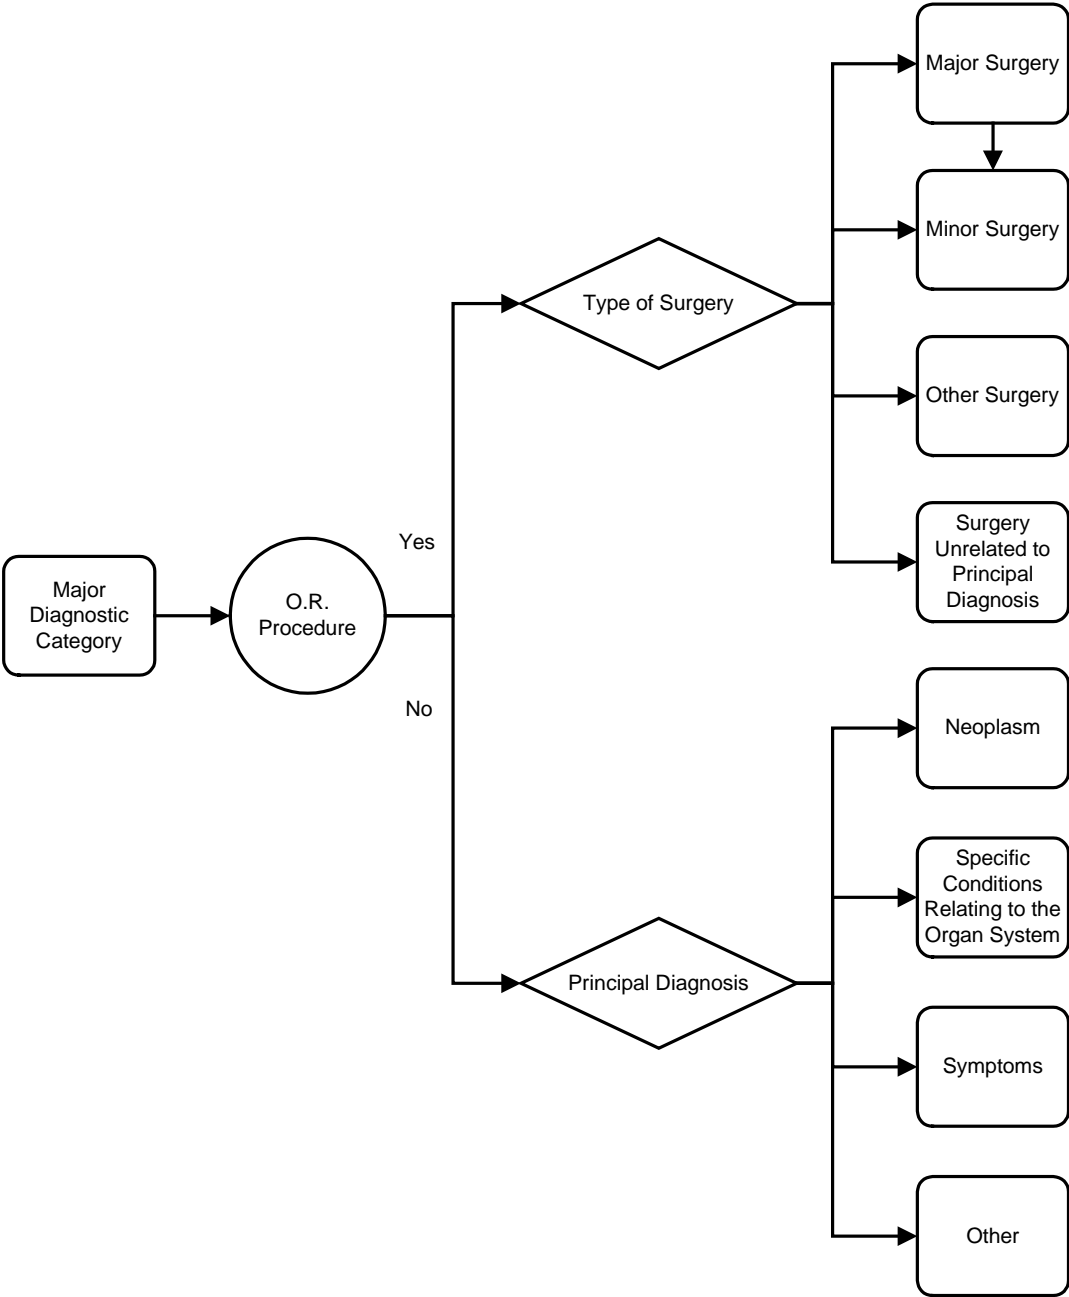 Major
Diagnostic
Category
O.R.
Procedure
Yes
No
Type of Surgery
Principal Diagnosis
Major Surgery
Minor Surgery
Other Surgery
Surgery
Unrelated to
Principal
Diagnosis
Neoplasm
Specific
Conditions
Relating to the
Organ System
Symptoms
Other